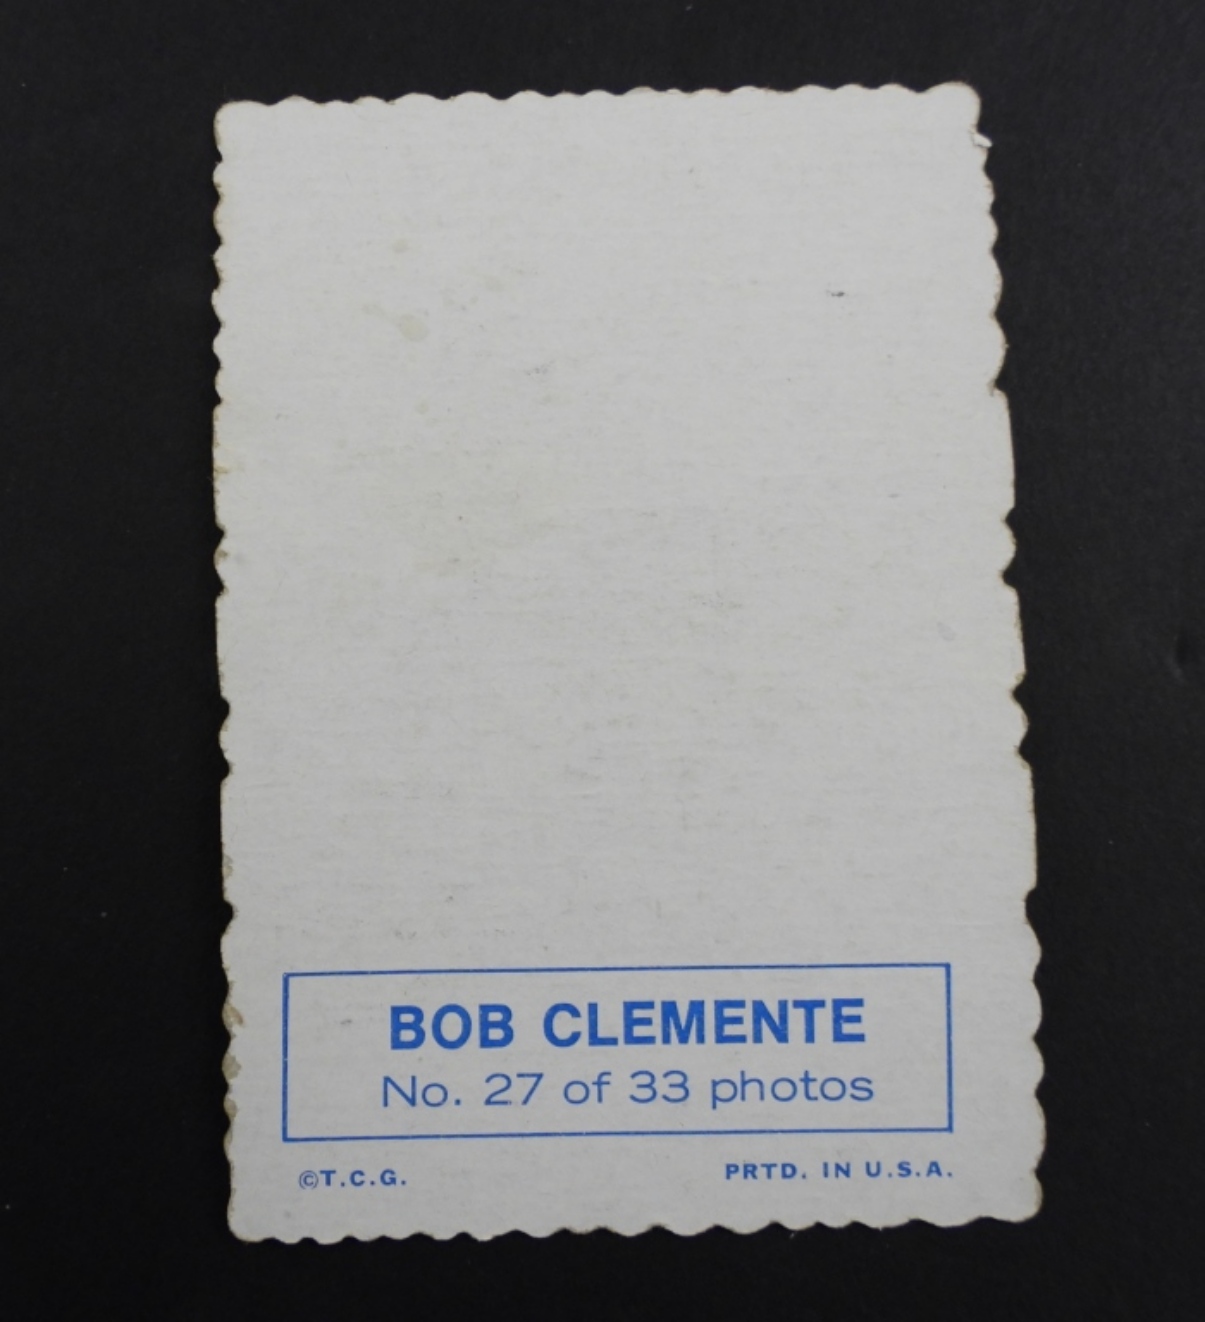 BOB CLEMENTE
No. 27 of 33 photos
©T.C.G.
PRTD. IN U.S.A.